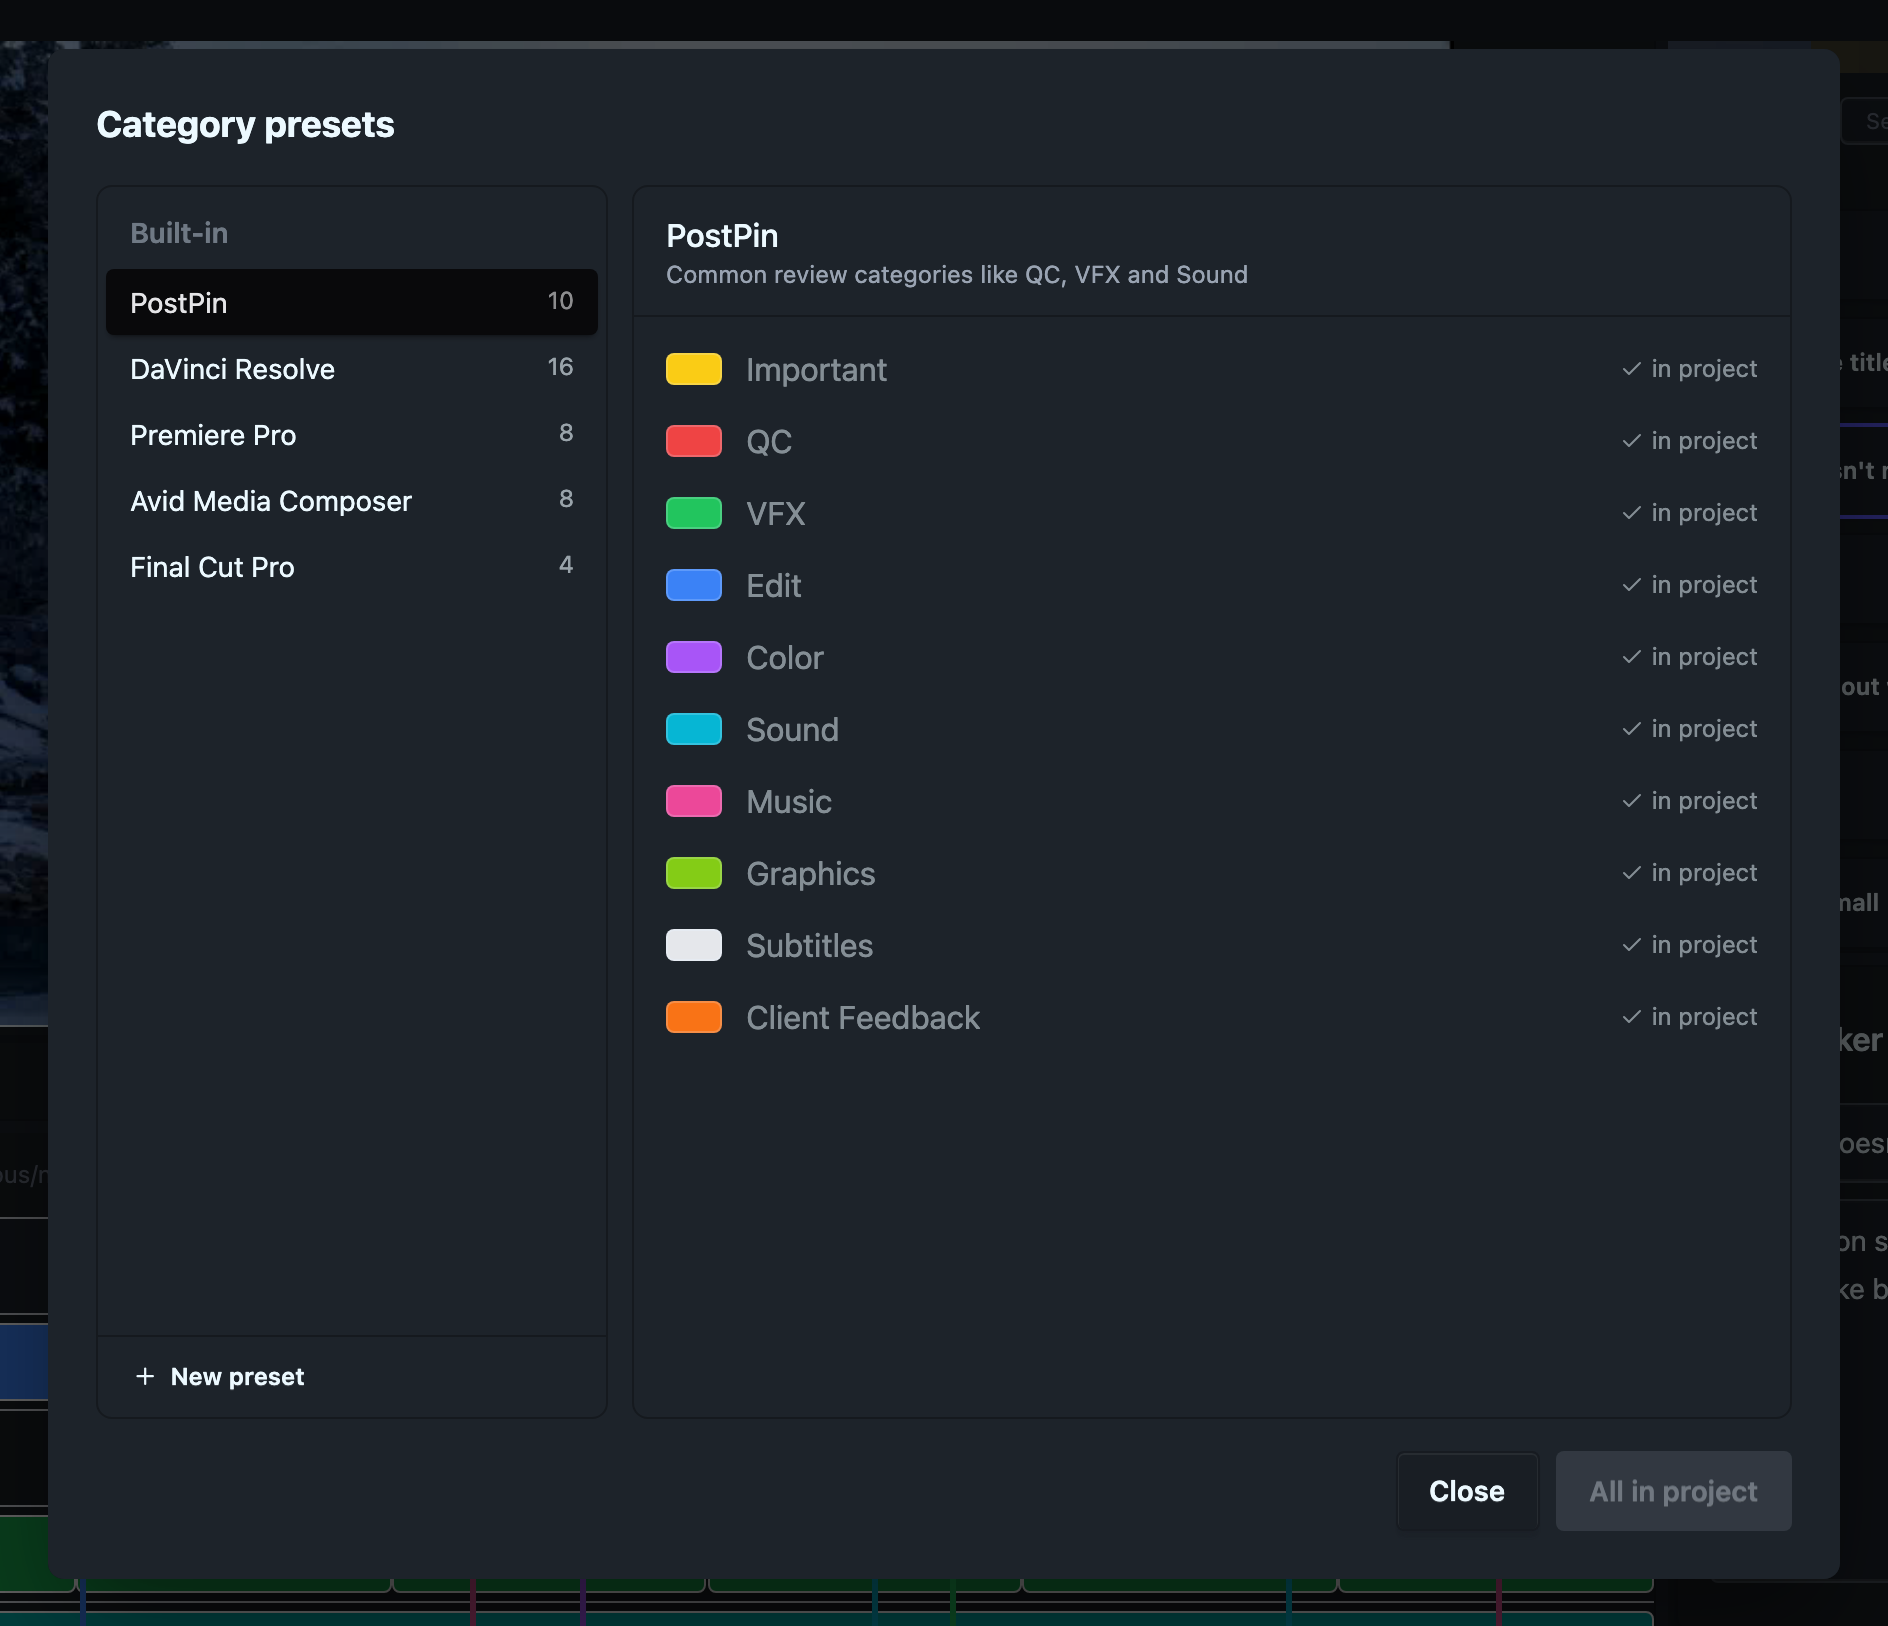 Category presets
Built-in
PostPin 10
DaVinci Resolve 16
Premiere Pro 8
Avid Media Composer 8
Final Cut Pro 4
+ New preset
PostPin
Common review categories like QC, VFX and Sound
Important ✓ in project
QC ✓ in project
VFX ✓ in project
Edit ✓ in project
Color ✓ in project
Sound ✓ in project
Music ✓ in project
Graphics ✓ in project
Subtitles ✓ in project
Client Feedback ✓ in project
Close
All in project
out